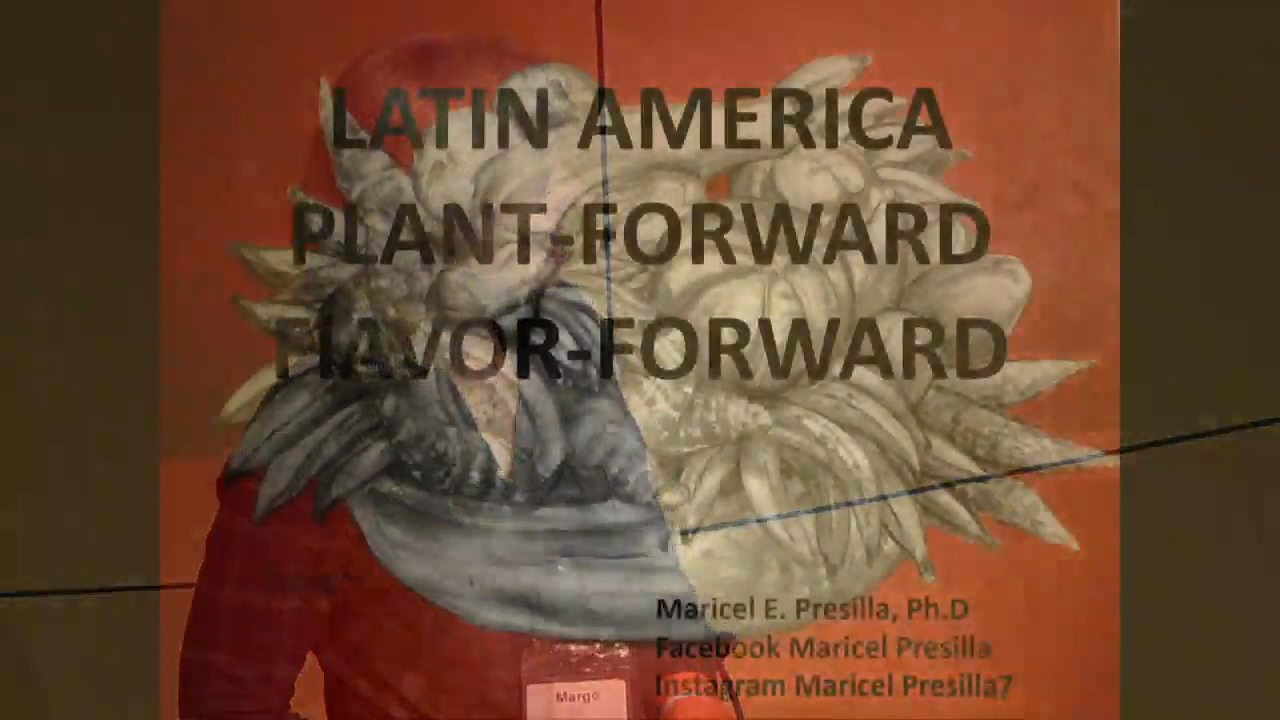 LATIN AMERICA
PLANT-FORWARD
FLAVOR-FORWARD
Maricel E. Presilla, Ph.D
Facebook Maricel Presilla
Instagram Maricel Presilla7
Margo